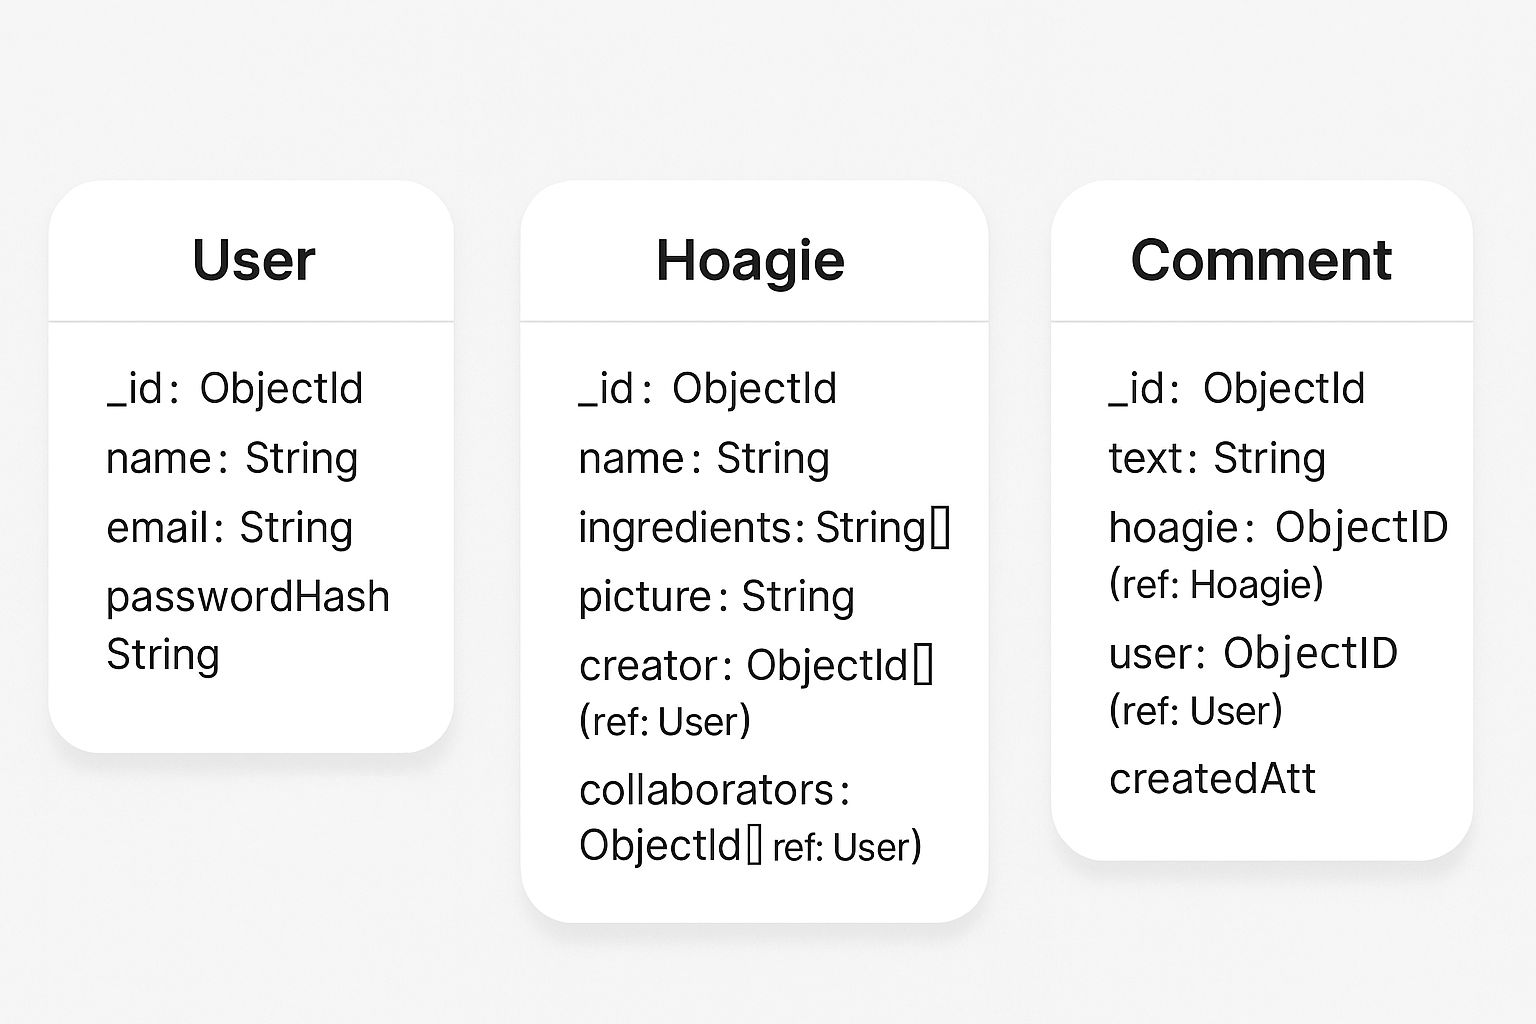 User
_id: ObjectId
name: String
email: String
passwordHash
String
Hoagie
_id: ObjectId
name: String
ingredients: String[]
picture: String
creator: ObjectId[]
(ref: User)
collaborators:
ObjectId[] ref: User)
Comment
_id: ObjectId
text: String
hoagie: ObjectID
(ref: Hoagie)
user: ObjectID
(ref: User)
createdAtt